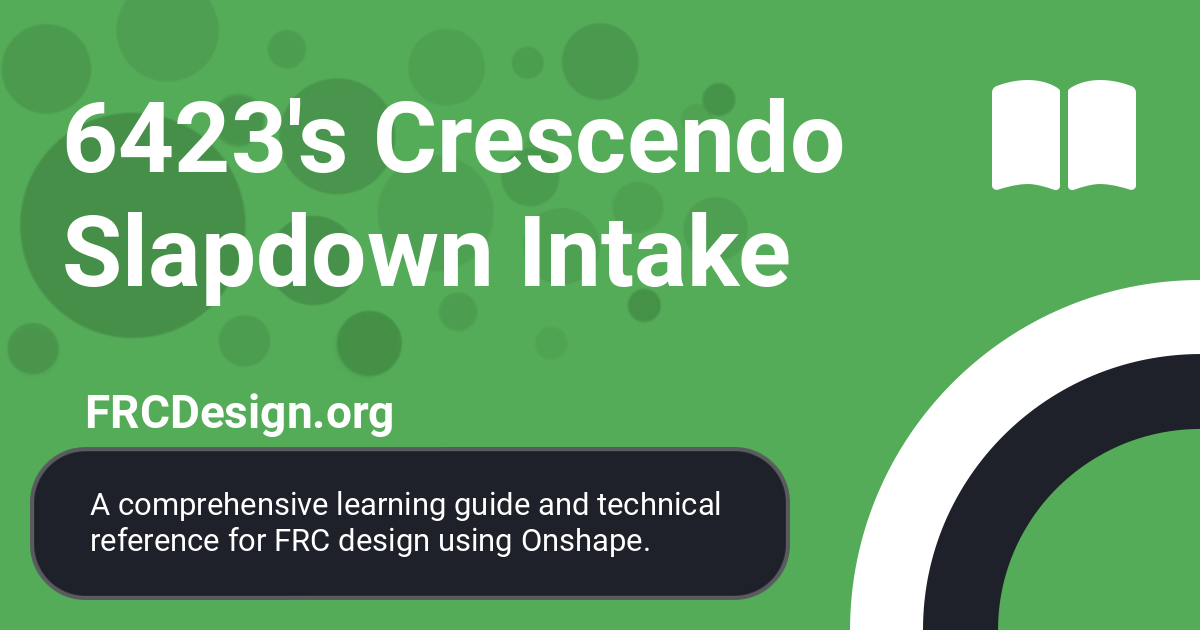 6423's Crescendo
Slapdown Intake
FRCDesign.org
A comprehensive learning guide and technical
reference for FRC design using Onshape.